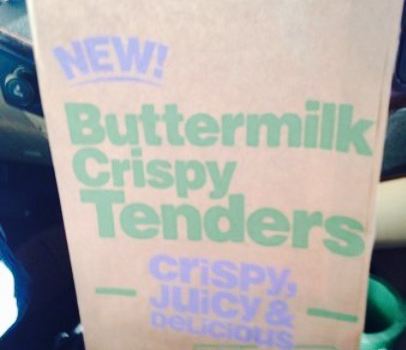 NEW!
Buttermilk
Crispy
Tenders
CRiSPY,
JUiCY &
DELiCiOUS